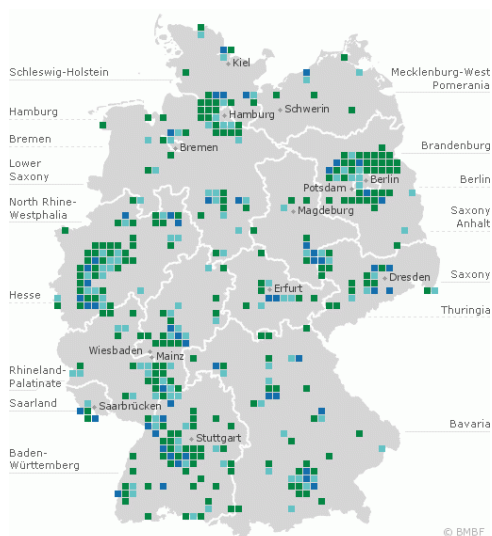 Kiel
Schleswig-Holstein
Mecklenburg-West
Pomerania
Schwerin
Hamburg
Hamburg
Bremen
Bremen
Brandenburg
Lower
Saxony
Berlin
Berlin
Potsdam
North Rhine-
Westphalia
Magdeburg
Saxony
Anhalt
Dresden
Saxony
Hesse
Erfurt
Thuringia
Wiesbaden
Mainz
Rhineland-
Palatinate
Saarland
Saarbrücken
Bavaria
Stuttgart
Baden-
Württemberg
© BMBF